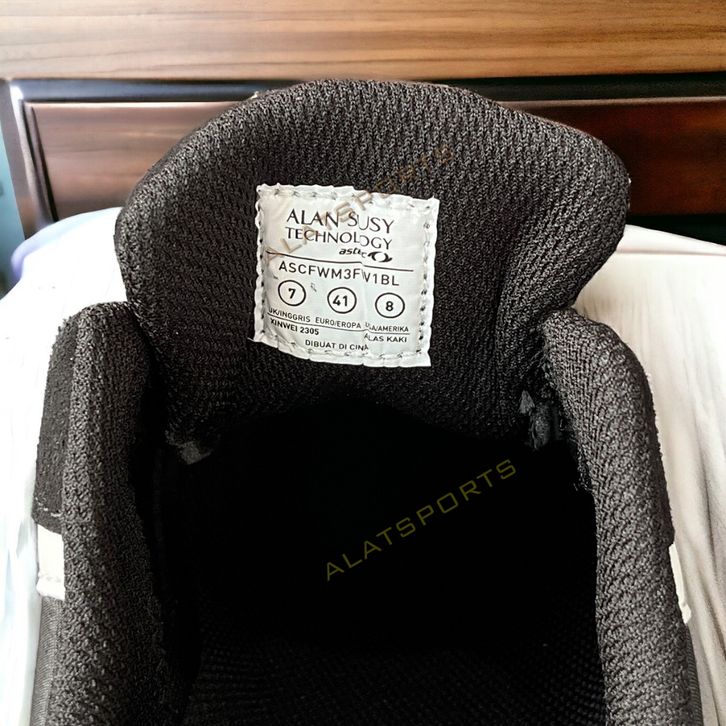 ALAN SUSY
TECHNOLOGY
astec
ASCFWM3FW1BL
7 41 8
UK/INGGRIS EURO/EROPA USA/AMERIKA
XINWEI 2305 ALAS KAKI
DIBUAT DI CINA
ALATSPORTS
ALATSPORTS